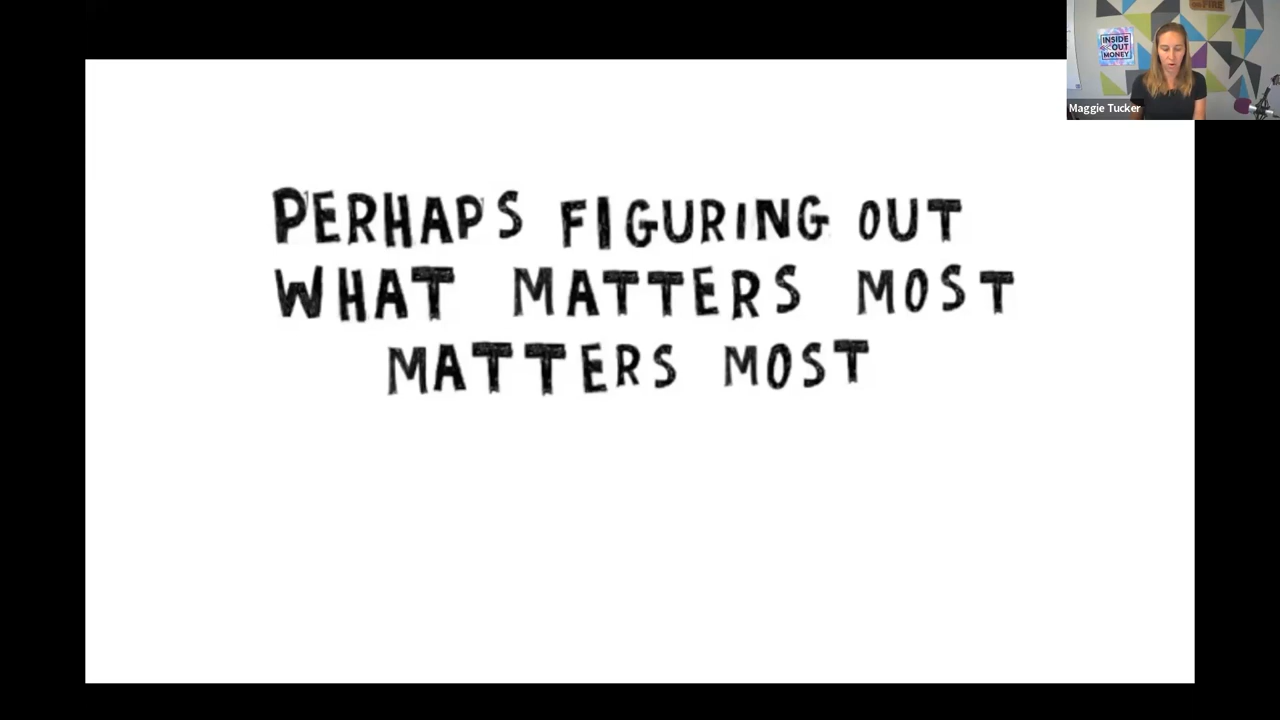 PERHAPS FIGURING OUT
WHAT MATTERS MOST
MATTERS MOST
INSIDE
OUT
MONEY
Maggie Tucker